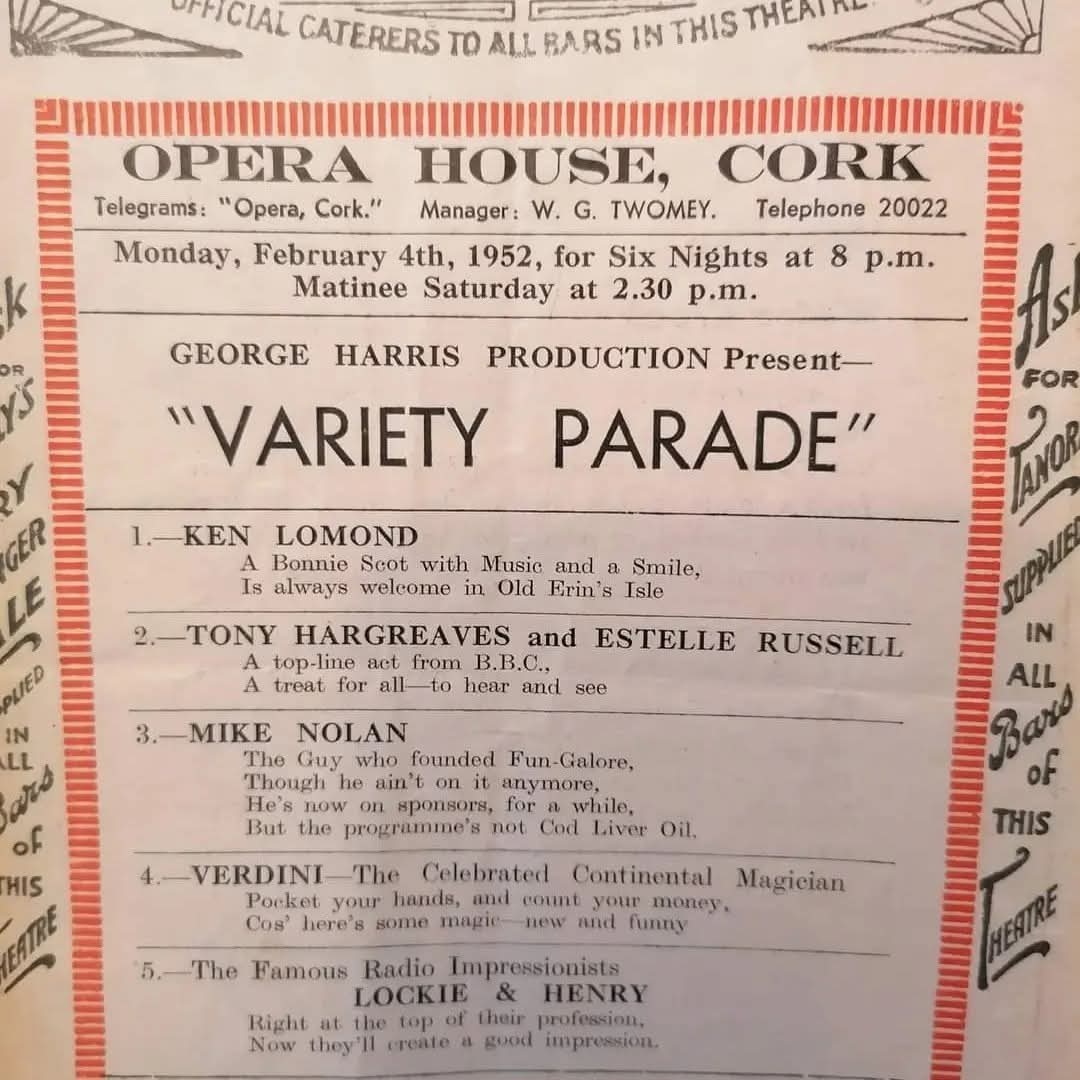 OFFICIAL CATERERS TO ALL BARS IN THIS THEATRE
OPERA HOUSE, CORK
Telegrams: "Opera, Cork." Manager: W. G. TWOMEY. Telephone 20022
Monday, February 4th, 1952, for Six Nights at 8 p.m.
Matinee Saturday at 2.30 p.m.
GEORGE HARRIS PRODUCTION Present—
"VARIETY PARADE"
1.—KEN LOMOND
A Bonnie Scot with Music and a Smile,
Is always welcome in Old Erin's Isle
2.—TONY HARGREAVES and ESTELLE RUSSELL
A top-line act from B.B.C.,
A treat for all—to hear and see
3.—MIKE NOLAN
The Guy who founded Fun-Galore,
Though he ain't on it anymore,
He's now on sponsors, for a while,
But the programme's not Cod Liver Oil.
4.—VERDINI—The Celebrated Continental Magician
Pocket your hands, and count your money,
Cos' here's some magic—new and funny
5.—The Famous Radio Impressionists
LOCKIE & HENRY
Right at the top of their profession,
Now they'll create a good impression.
IN
ALL
Bars
of
THIS
THEATRE
FOR
SUPPLIED
IN
ALL
Bars
of
THIS
THEATRE